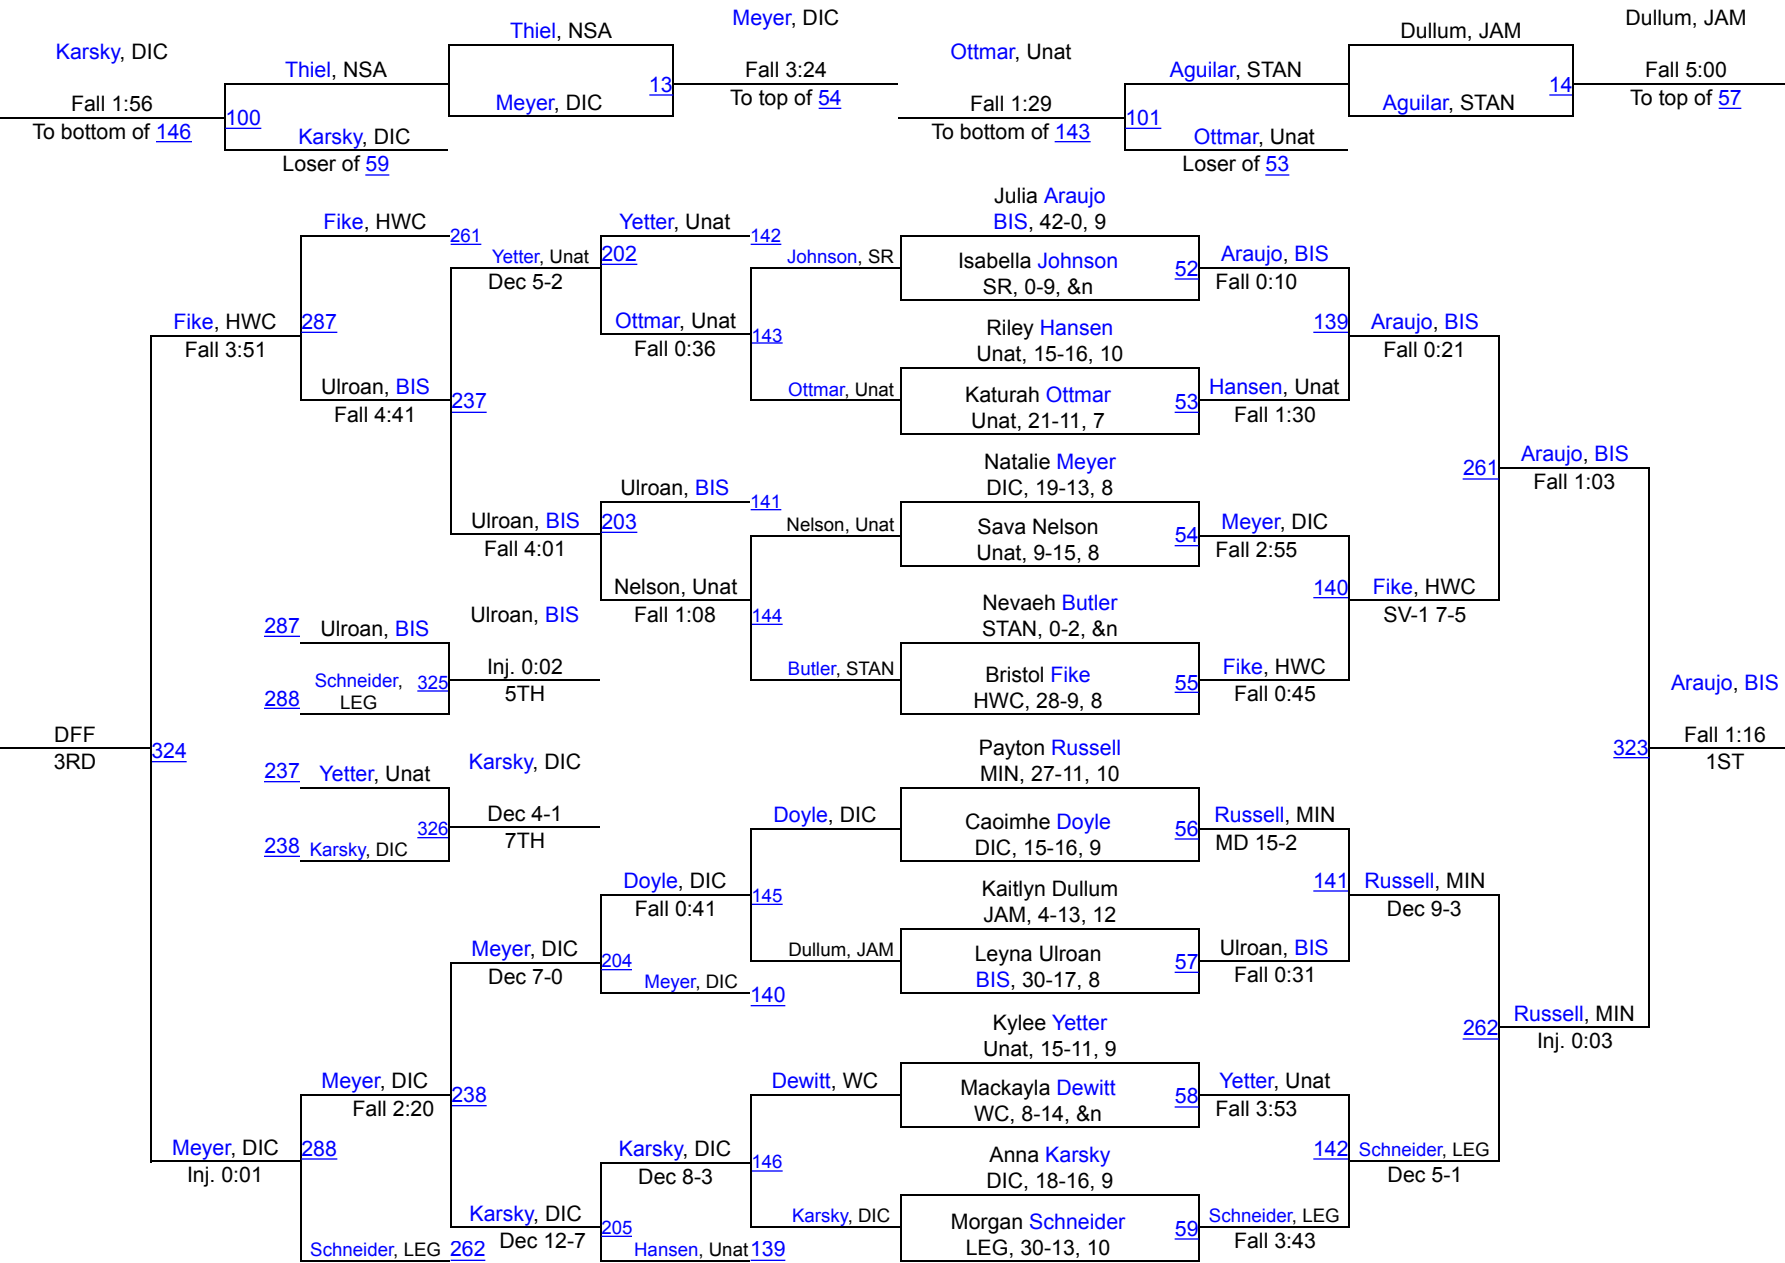 Meyer, DIC
Dullum, JAM
Thiel, NSA
Dullum, JAM
Karsky, DIC
Ottmar, Unat
Thiel, NSA
Fall 3:24
Aguilar, STAN
Fall 5:00
13
14
Fall 1:56
Meyer, DIC
To top of 54
Fall 1:29
Aguilar, STAN
To top of 57
100
101
To bottom of 146
Karsky, DIC
To bottom of 143
Ottmar, Unat
Loser of 59
Loser of 53
Julia Araujo
Fike, HWC
Yetter, Unat
BIS, 42-0, 9
261
142
Yetter, Unat
202
Johnson, SR
Isabella Johnson
52
Araujo, BIS
Dec 5-2
SR, 0-9, &n
Fall 0:10
Fike, HWC
287
Ottmar, Unat
143
Riley Hansen
139
Araujo, BIS
Fall 3:51
Fall 0:36
Unat, 15-16, 10
Fall 0:21
Ulroan, BIS
237
Ottmar, Unat
Katurah Ottmar
53
Hansen, Unat
Fall 4:41
Unat, 21-11, 7
Fall 1:30
Natalie Meyer
261
Araujo, BIS
Ulroan, BIS
141
DIC, 19-13, 8
Fall 1:03
Ulroan, BIS
203
Nelson, Unat
Sava Nelson
54
Meyer, DIC
Fall 4:01
Unat, 9-15, 8
Fall 2:55
Nelson, Unat
144
Nevaeh Butler
140
Fike, HWC
287
Ulroan, BIS
Ulroan, BIS
Fall 1:08
STAN, 0-2, &n
SV-1 7-5
Schneider,
LEG
288
325
Inj. 0:02
5TH
Butler, STAN
Bristol Fike
55
Fike, HWC
HWC, 28-9, 8
Fall 0:45
Araujo, BIS
DFF
324
Payton Russell
323
Fall 1:16
3RD
1ST
237
Yetter, Unat
Karsky, DIC
MIN, 27-11, 10
Dec 4-1
Doyle, DIC
Caoimhe Doyle
56
Russell, MIN
238
Karsky, DIC
326
7TH
DIC, 15-16, 9
MD 15-2
Doyle, DIC
145
Kaitlyn Dullum
141
Russell, MIN
Fall 0:41
JAM, 4-13, 12
Dec 9-3
Meyer, DIC
204
Dullum, JAM
Leyna Ulroan
57
Ulroan, BIS
Dec 7-0
Meyer, DIC
140
BIS, 30-17, 8
Fall 0:31
Kylee Yetter
262
Russell, MIN
Unat, 15-11, 9
Inj. 0:03
Meyer, DIC
238
Dewitt, WC
Mackayla Dewitt
58
Yetter, Unat
Fall 2:20
WC, 8-14, &n
Fall 3:53
Meyer, DIC
288
Karsky, DIC
146
Anna Karsky
142
Schneider, LEG
Inj. 0:01
Dec 8-3
DIC, 18-16, 9
Dec 5-1
Karsky, DIC
205
Karsky, DIC
Morgan Schneider
59
Schneider, LEG
Schneider, LEG
262
Dec 12-7
Hansen, Unat
139
LEG, 30-13, 10
Fall 3:43